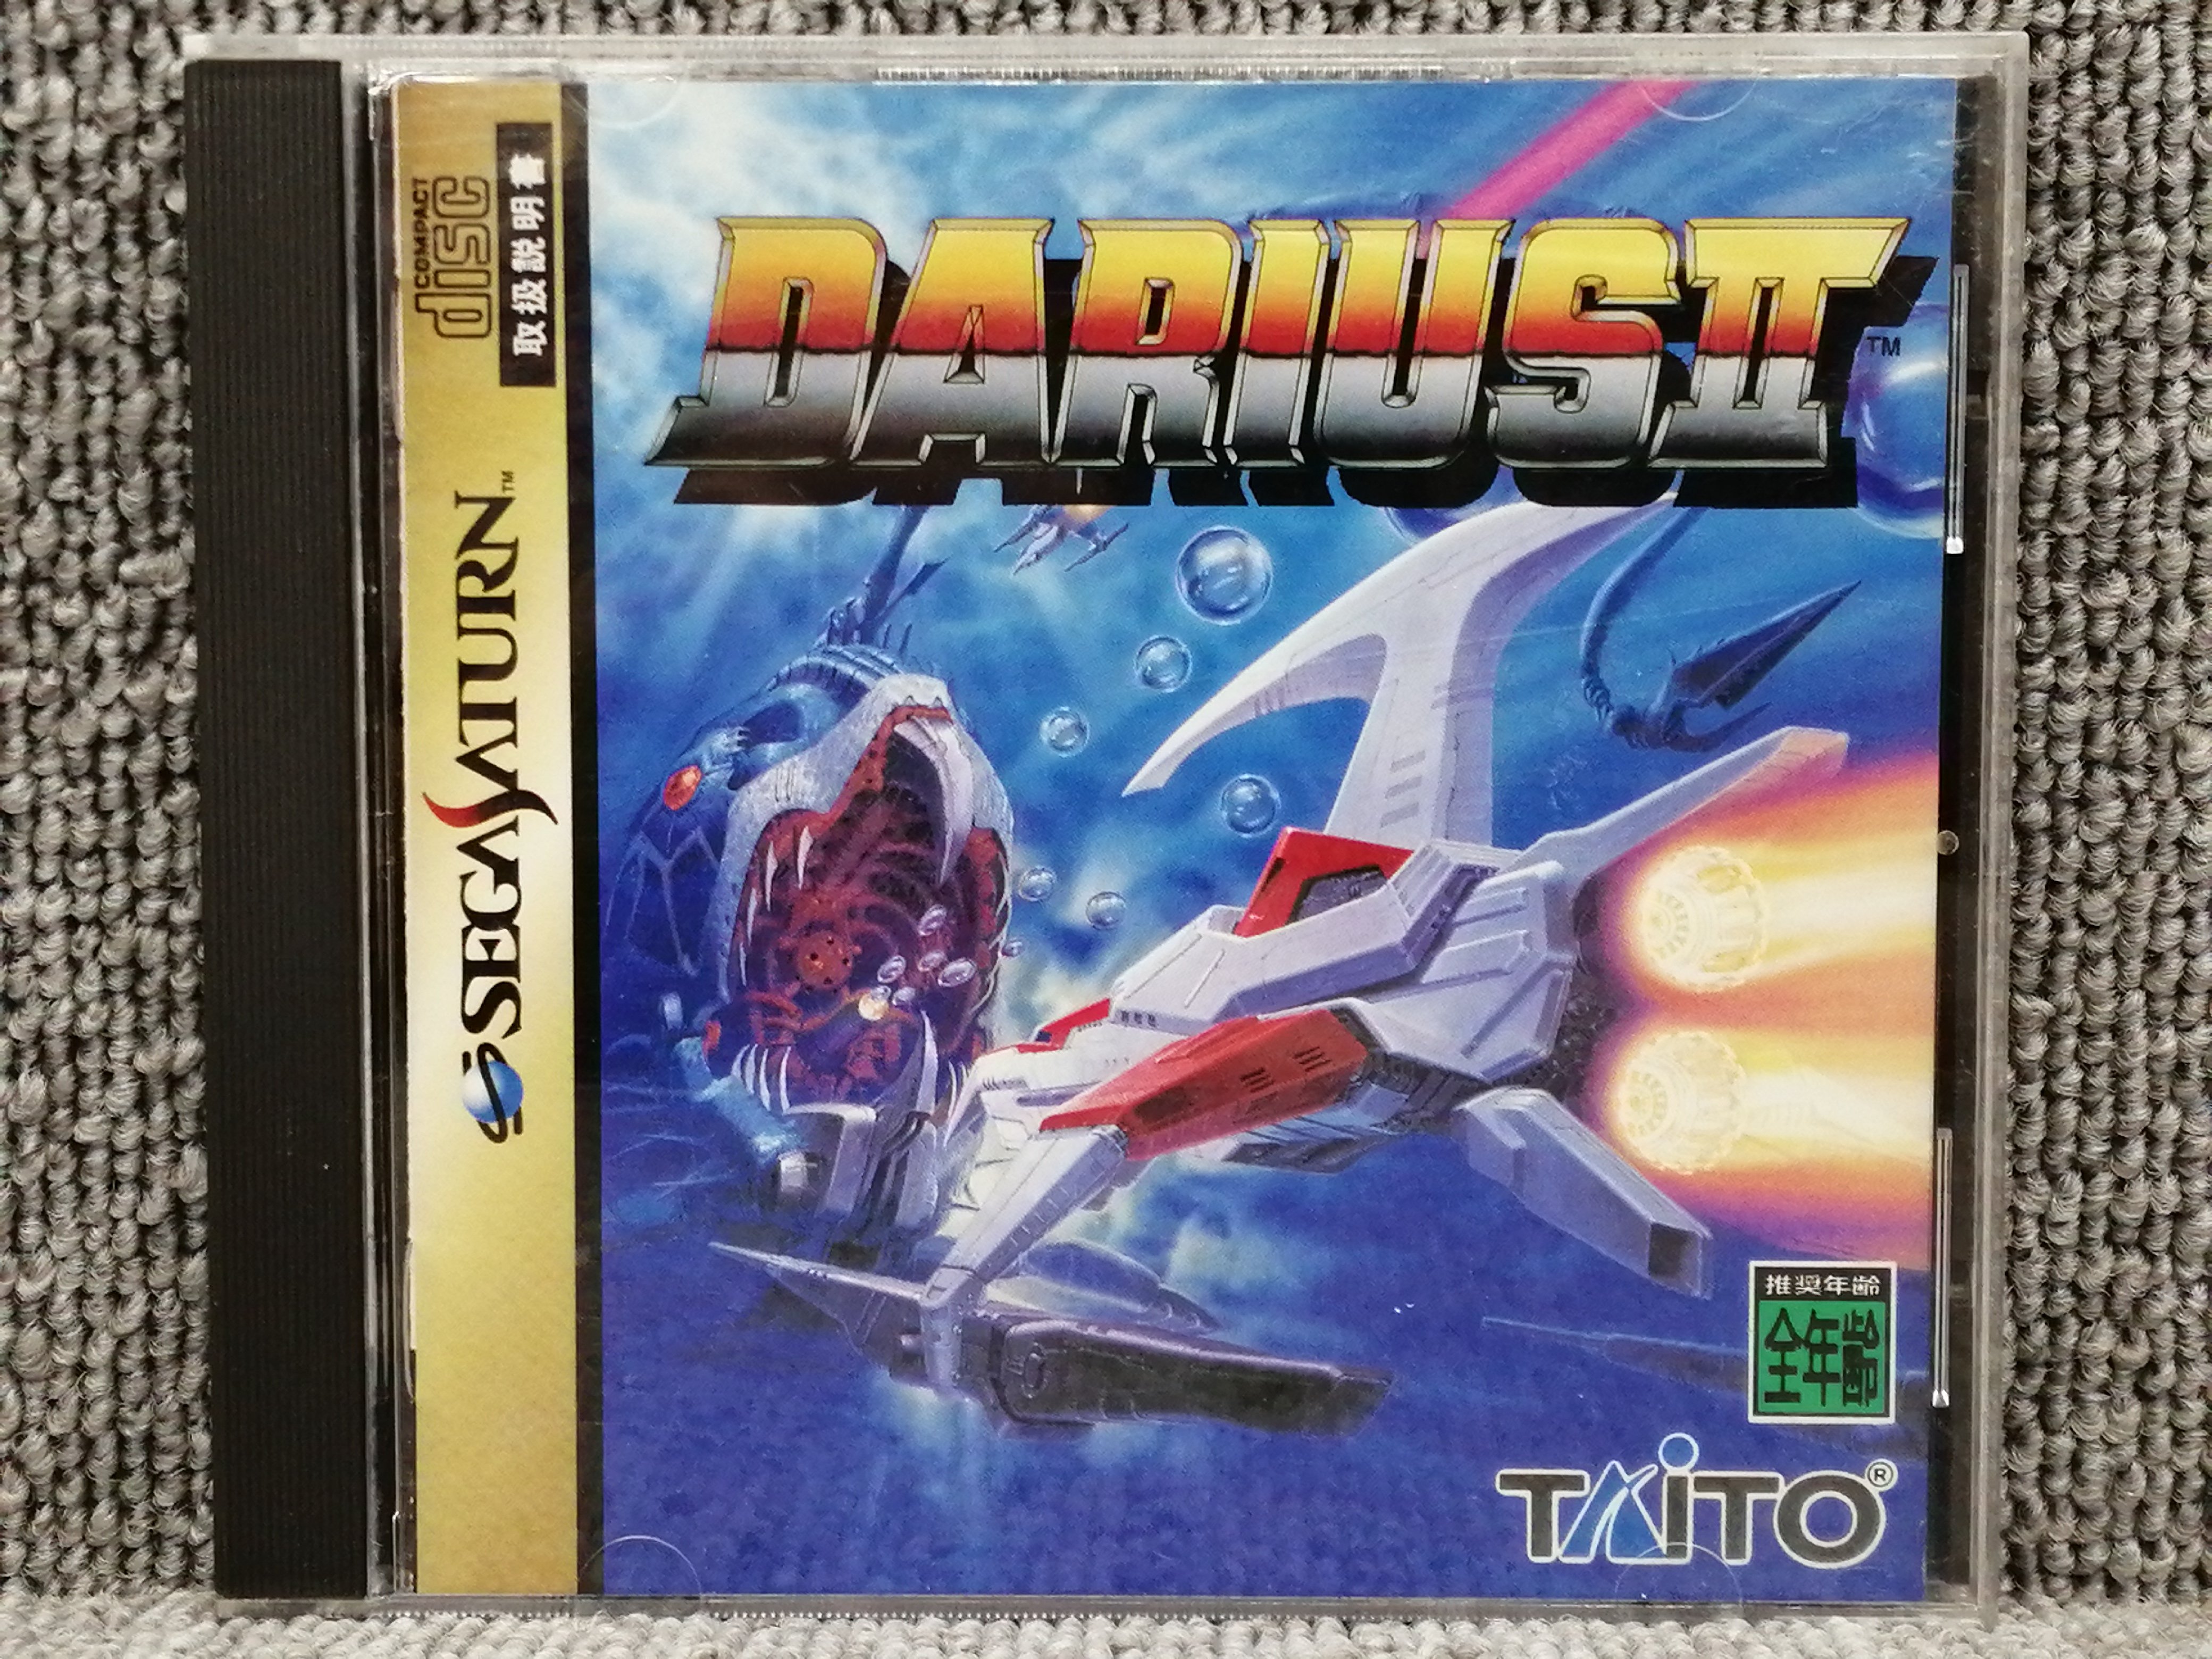 COMPACT
disc
取扱説明書
SEGA SATURN™
DARIUS II™
推奨年齢
全年齢
TAITO®